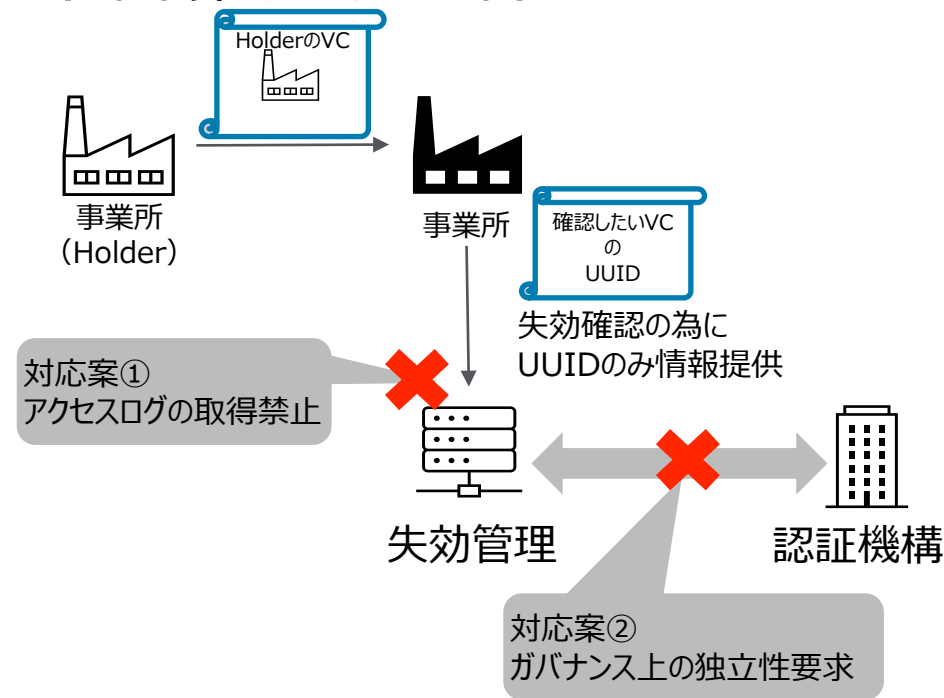 HolderのVC
事業所
（Holder）
事業所
確認したいVC
の
UUID
失効確認の為に
UUIDのみ情報提供
対応案①
アクセスログの取得禁止
失効管理
認証機構
対応案②
ガバナンス上の独立性要求